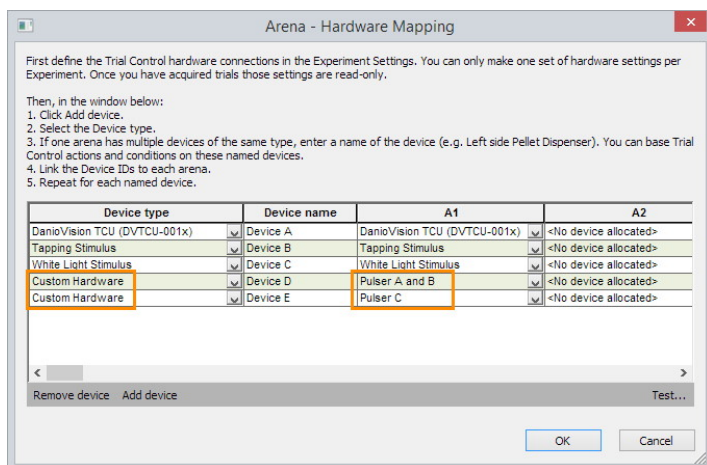 Arena - Hardware Mapping
First define the Trial Control hardware connections in the Experiment Settings. You can only make one set of hardware settings per
Experiment. Once you have acquired trials those settings are read-only.
Then, in the window below:
1. Click Add device.
2. Select the Device type.
3. If one arena has multiple devices of the same type, enter a name of the device (e.g. Left side Pellet Dispenser). You can base Trial
Control actions and conditions on these named devices.
4. Link the Device IDs to each arena.
5. Repeat for each named device.
Device type Device name A1 A2
DanioVision TCU (DVTCU-001x) Device A DanioVision TCU (DVTCU-001x) <No device allocated>
Tapping Stimulus Device B Tapping Stimulus <No device allocated>
White Light Stimulus Device C White Light Stimulus <No device allocated>
Custom Hardware Device D Pulser A and B <No device allocated>
Custom Hardware Device E Pulser C <No device allocated>
Remove device Add device Test...
OK Cancel